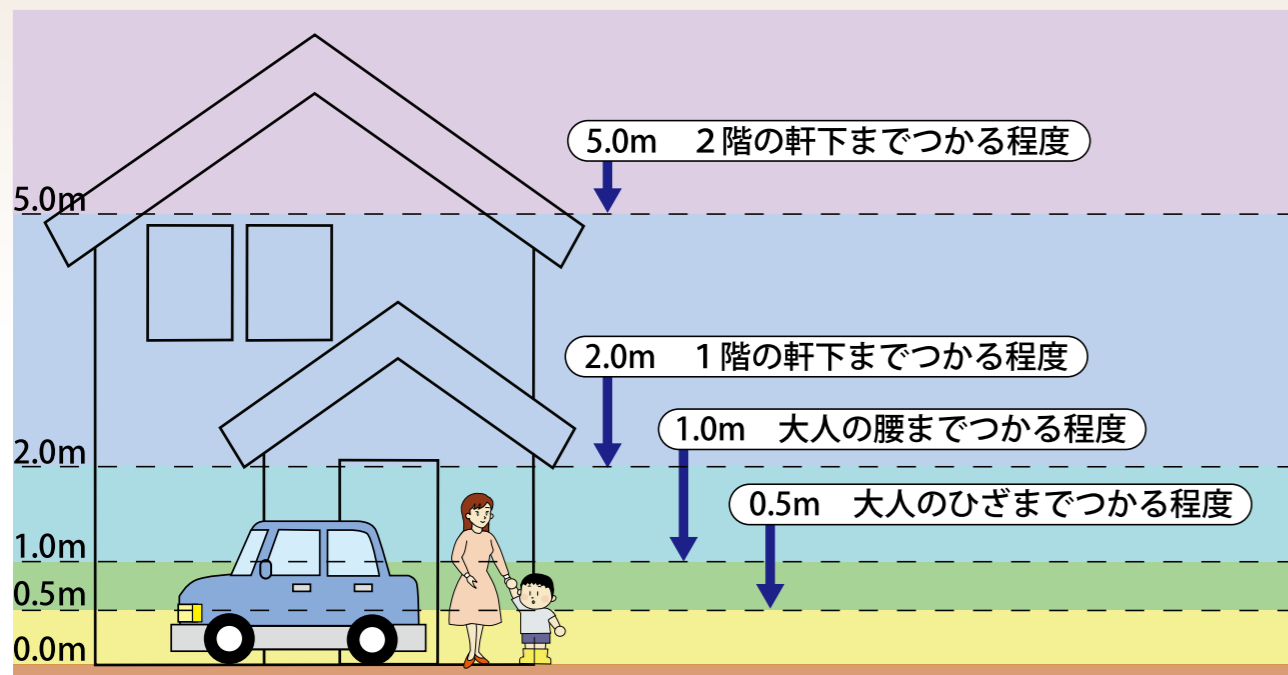 5.0m　２階の軒下までつかる程度
5.0m
2.0m　１階の軒下までつかる程度
1.0m　大人の腰までつかる程度
2.0m
0.5m　大人のひざまでつかる程度
1.0m
0.5m
0.0m